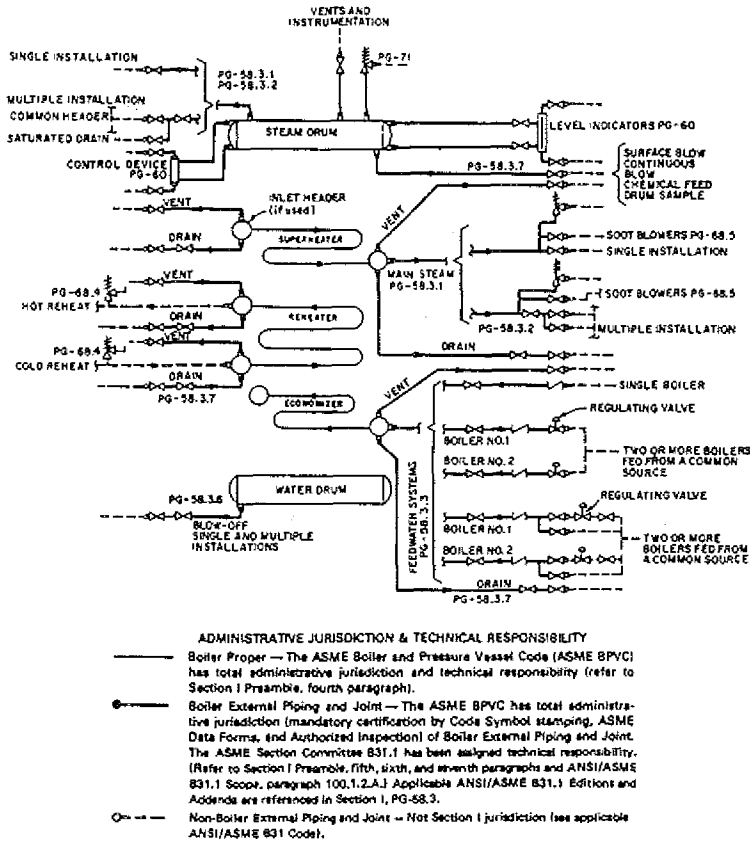 VENTS AND
INSTRUMENTATION
PG-71
SINGLE INSTALLATION
PG-58.3.1
PG-58.3.2
MULTIPLE INSTALLATION
COMMON HEADER
SATURATED DRAIN
STEAM DRUM
LEVEL INDICATORS PG-60
CONTROL DEVICE
PG-60
PG-58.3.7
SURFACE BLOW
CONTINUOUS
BLOW
CHEMICAL FEED
DRUM SAMPLE
VENT
INLET HEADER
(if used)
SUPERHEATER
VENT
DRAIN
SOOT BLOWERS PG-68.5
SINGLE INSTALLATION
MAIN STEAM
PG-58.3.1
PG-68.4
VENT
HOT REHEAT
REHEATER
SOOT BLOWERS PG-68.5
DRAIN
PG-58.3.2
MULTIPLE INSTALLATION
VENT
PG-68.4
COLD REHEAT
DRAIN
DRAIN
PG-58.3.7
ECONOMIZER
VENT
SINGLE BOILER
REGULATING VALVE
BOILER NO.1
TWO OR MORE BOILERS
FED FROM A COMMON
SOURCE
BOILER NO. 2
WATER DRUM
FEEDWATER SYSTEMS
PG-58.3.3
REGULATING VALVE
PG-58.3.6
BLOW-OFF
SINGLE AND MULTIPLE
INSTALLATIONS
BOILER NO.1
TWO OR MORE
BOILERS FED FROM
A COMMON SOURCE
BOILER NO. 2
DRAIN
PG-58.3.7
ADMINISTRATIVE JURISDICTION & TECHNICAL RESPONSIBILITY
Boiler Proper — The ASME Boiler and Pressure Vessel Code (ASME BPVC)
has total administrative jurisdiction and technical responsibility (refer to
Section I Preamble, fourth paragraph).
Boiler External Piping and Joint — The ASME BPVC has total administra-
tive jurisdiction (mandatory certification by Code Symbol stamping, ASME
Data Forms, and Authorized Inspection) of Boiler External Piping and Joint.
The ASME Section Committee B31.1 has been assigned technical responsibility.
(Refer to Section I Preamble, fifth, sixth, and seventh paragraphs and ANSI/ASME
B31.1 Scope, paragraph 100.1.2.A.) Applicable ANSI/ASME B31.1 Editions and
Addenda are referenced in Section I, PG-58.3.
Non-Boiler External Piping and Joint — Not Section I jurisdiction (see applicable
ANSI/ASME B31 Code).